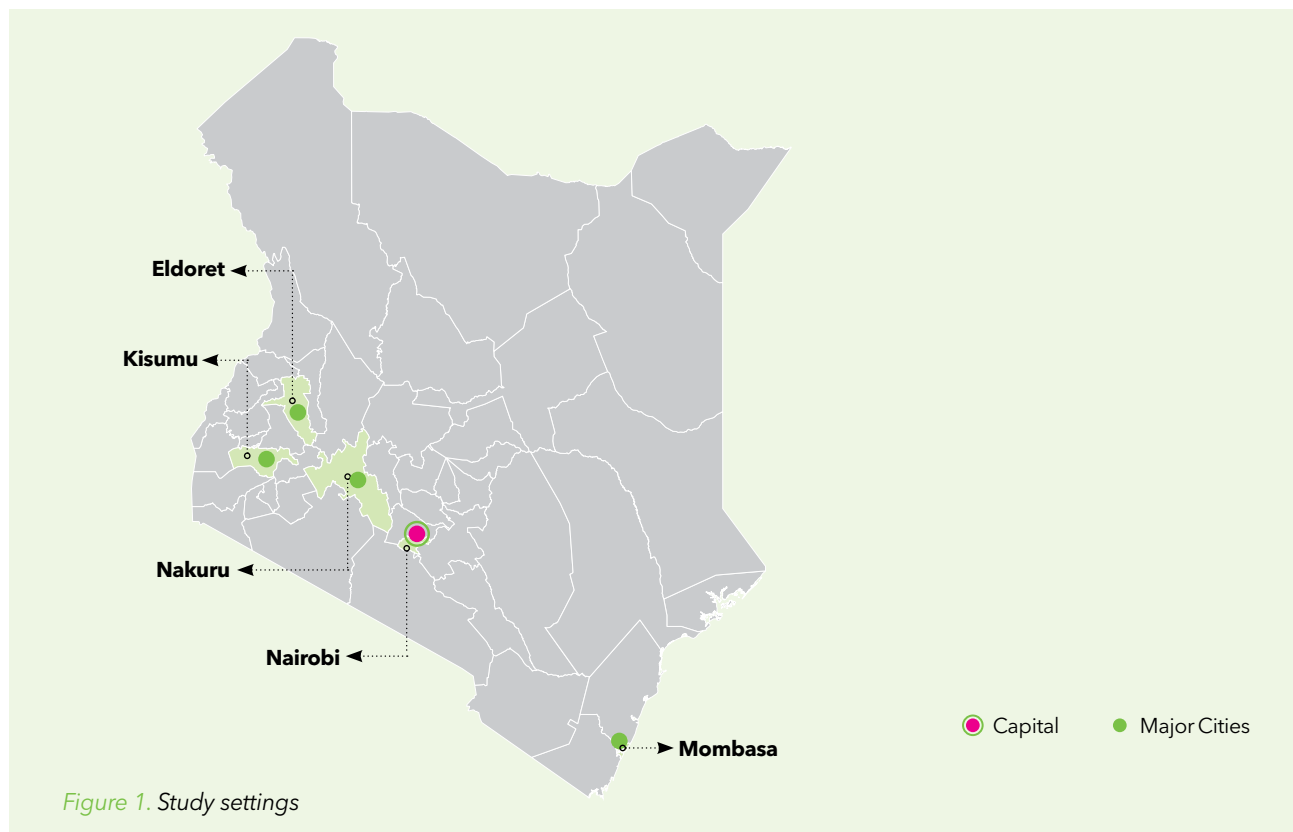 Eldoret
Kisumu
Nakuru
Nairobi
Mombasa
Capital
Major Cities
Figure 1. Study settings